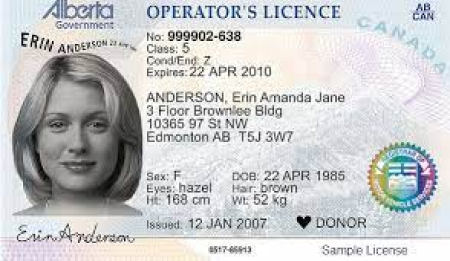 Alberta
Government
OPERATOR'S LICENCE
AB
CAN
CANADA
ERIN ANDERSON 22 APR 1985
No: 999902-638
Class: 5
Cond/End: Z
Expires: 22 APR 2010
ANDERSON, Erin Amanda Jane
3 Floor Brownlee Bldg
10365 97 St NW
Edmonton AB T5J 3W7
Sex: F DOB: 22 APR 1985
Eyes: hazel Hair: brown
Ht: 168 cm Wt: 52 kg
Issued: 12 JAN 2007 ♥ DONOR
Erin Anderson
0517-65913
Sample License